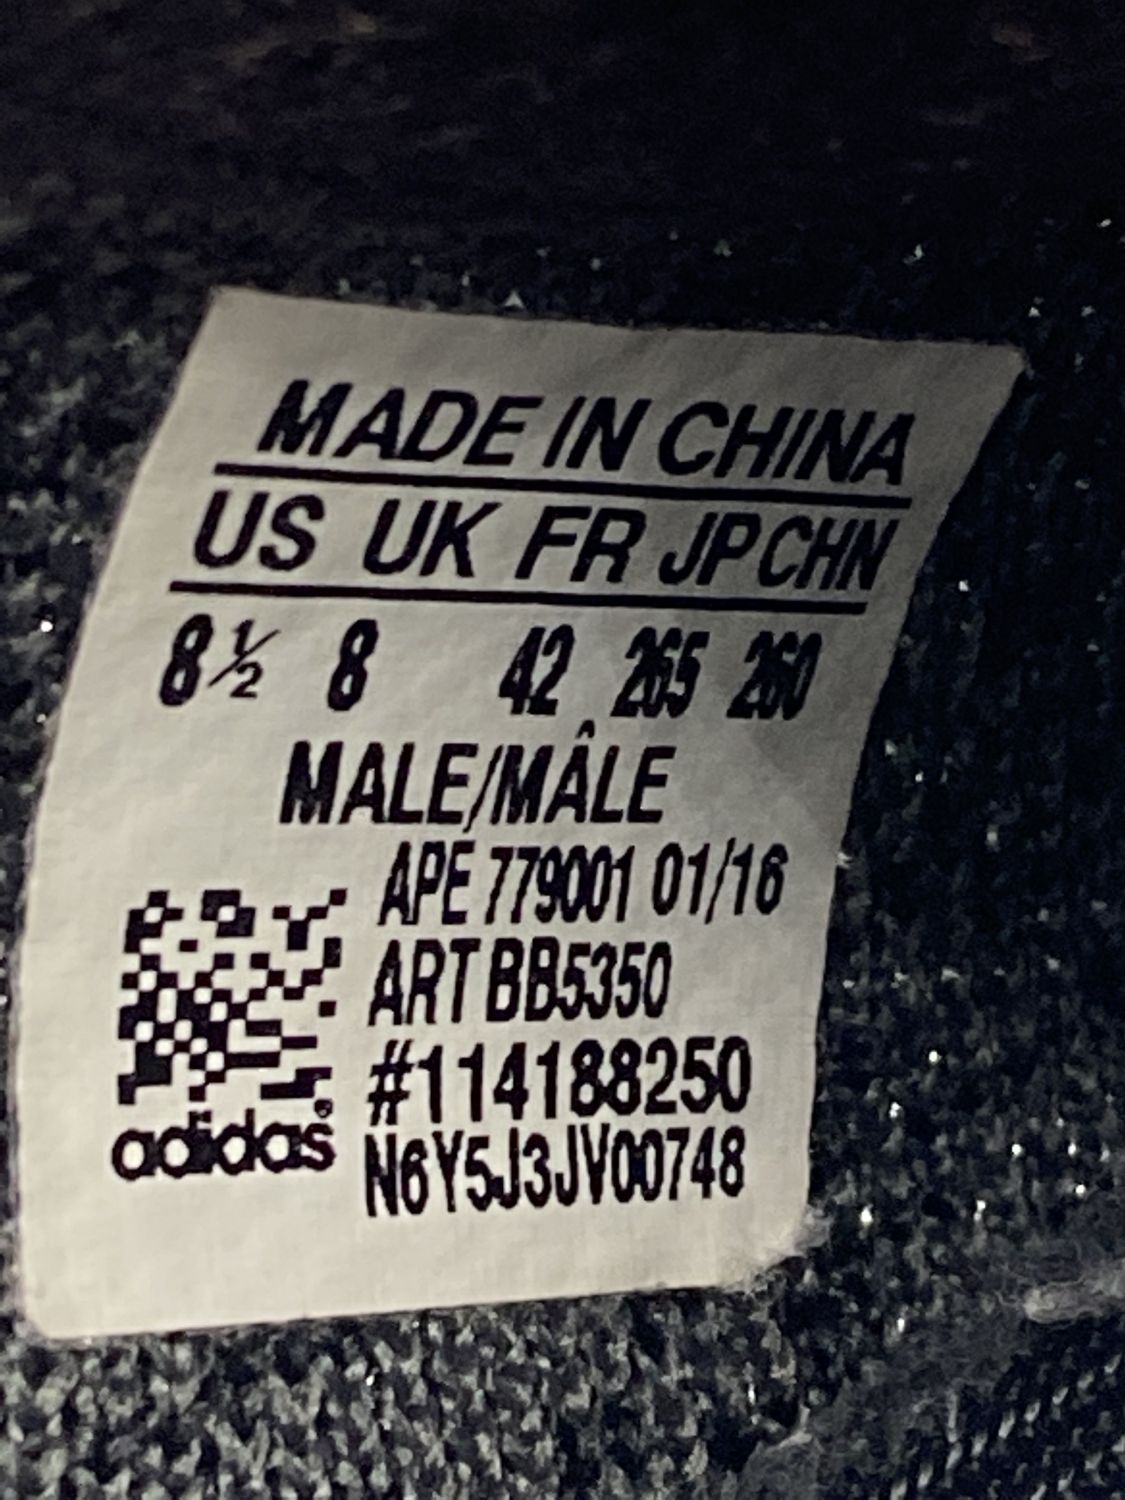 MADE IN CHINA
US UK FR JP CHN
8½ 8 42 265 260
MALE/MÂLE
APE 779001 01/16
ART BB5350
#114188250
adidas®
N6Y5J3JV00748